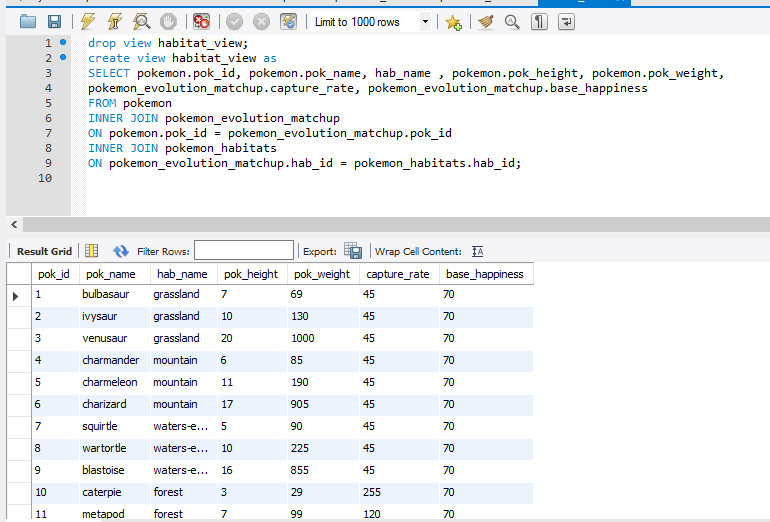 Limit to 1000 rows
1 drop view habitat_view;
2 create view habitat_view as
3 SELECT pokemon.pok_id, pokemon.pok_name, hab_name , pokemon.pok_height, pokemon.pok_weight,
4 pokemon_evolution_matchup.capture_rate, pokemon_evolution_matchup.base_happiness
5 FROM pokemon
6 INNER JOIN pokemon_evolution_matchup
7 ON pokemon.pok_id = pokemon_evolution_matchup.pok_id
8 INNER JOIN pokemon_habitats
9 ON pokemon_evolution_matchup.hab_id = pokemon_habitats.hab_id;
10
Result Grid Filter Rows: Export: Wrap Cell Content: IA
pok_id pok_name hab_name pok_height pok_weight capture_rate base_happiness
1 bulbasaur grassland 7 69 45 70
2 ivysaur grassland 10 130 45 70
3 venusaur grassland 20 1000 45 70
4 charmander mountain 6 85 45 70
5 charmeleon mountain 11 190 45 70
6 charizard mountain 17 905 45 70
7 squirtle waters-e... 5 90 45 70
8 wartortle waters-e... 10 225 45 70
9 blastoise waters-e... 16 855 45 70
10 caterpie forest 3 29 255 70
11 metapod forest 7 99 120 70